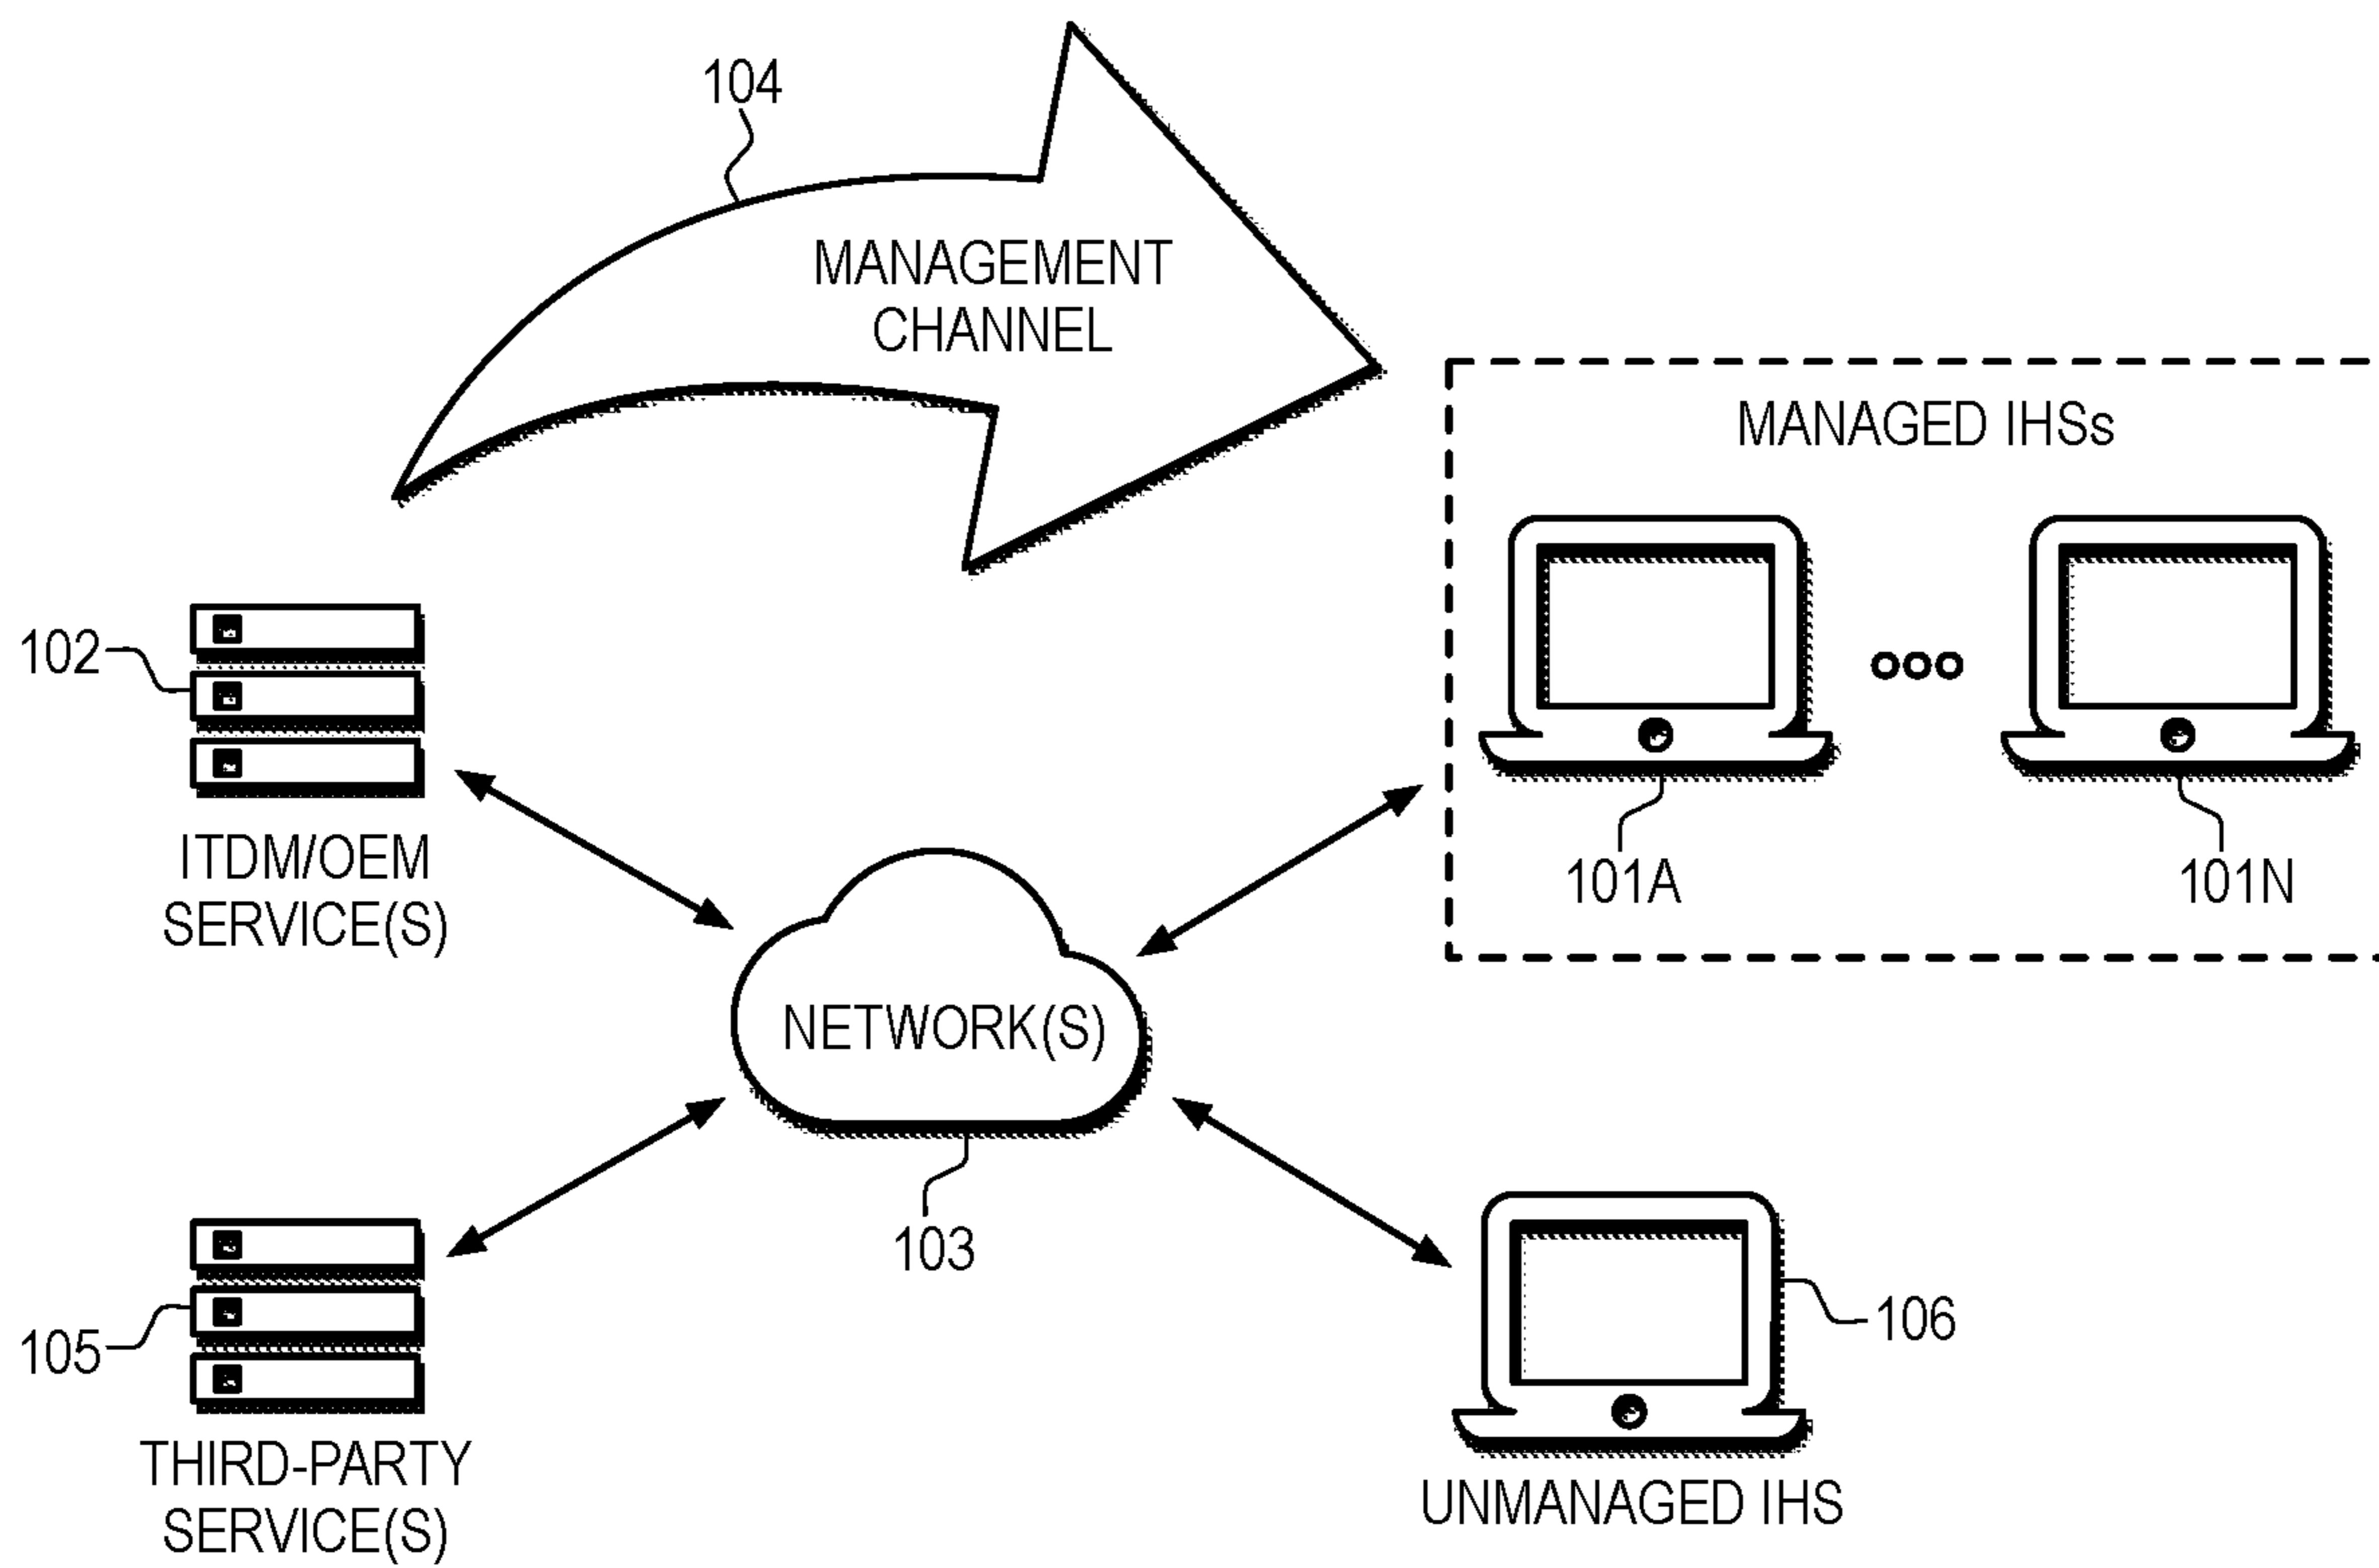 104
MANAGEMENT
CHANNEL
MANAGED IHSs
102
ITDM/OEM
SERVICE(S)
101A
101N
NETWORK(S)
103
105
THIRD-PARTY
SERVICE(S)
106
UNMANAGED IHS